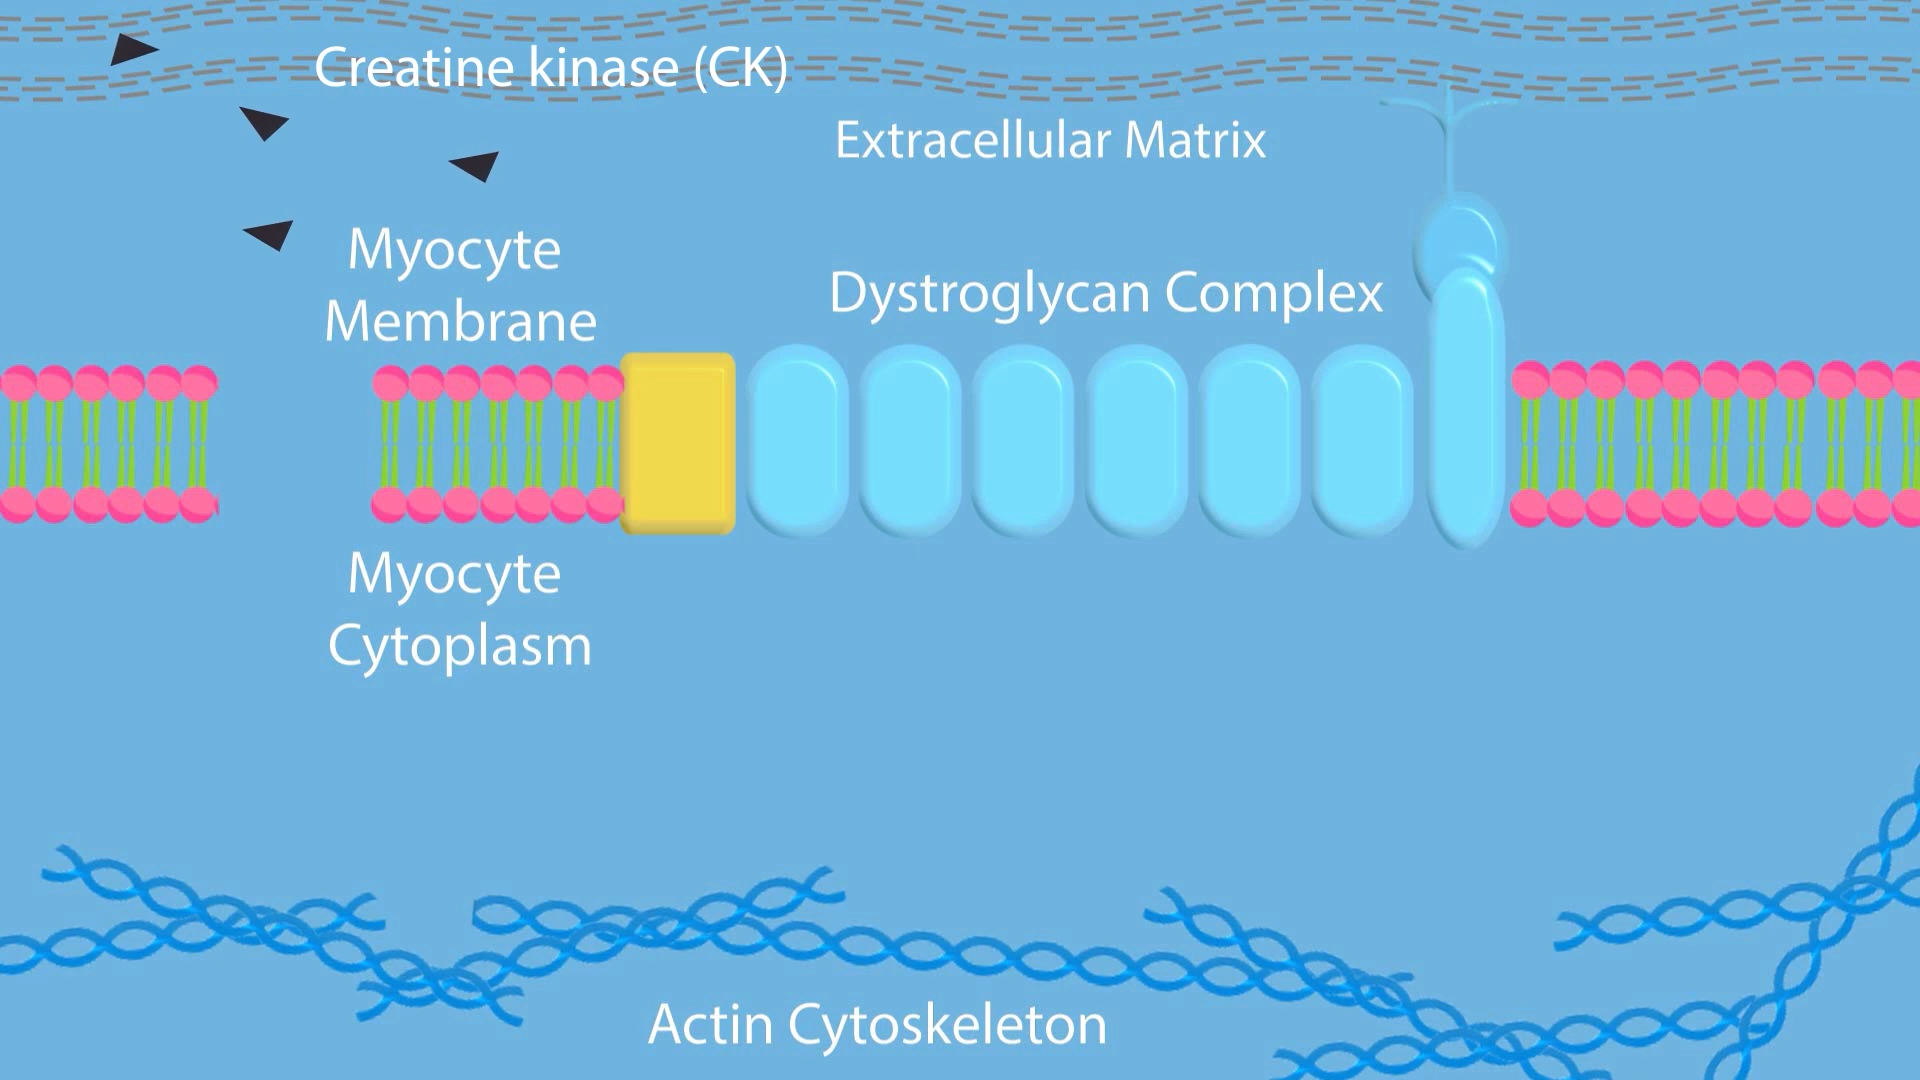 Creatine kinase (CK)
Extracellular Matrix
Myocyte
Membrane
Dystroglycan Complex
Myocyte
Cytoplasm
Actin Cytoskeleton